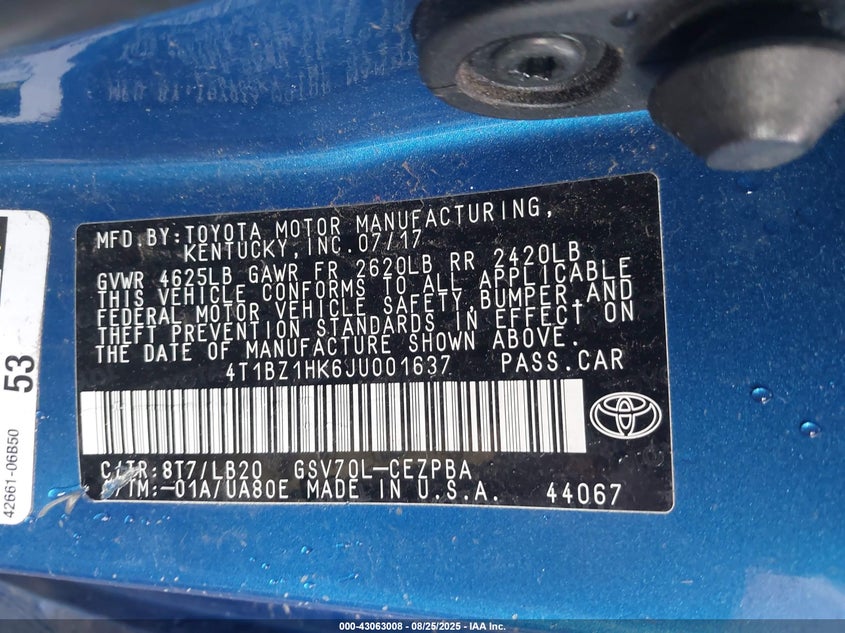 MFD.BY:TOYOTA MOTOR MANUFACTURING,
KENTUCKY, INC. 07/17
GVWR 4625LB GAWR FR 2620LB RR 2420LB
THIS VEHICLE CONFORMS TO ALL APPLICABLE
FEDERAL MOTOR VEHICLE SAFETY, BUMPER, AND
THEFT PREVENTION STANDARDS IN EFFECT ON
THE DATE OF MANUFACTURE SHOWN ABOVE.
4T1BZ1HK6JU001637 PASS.CAR
C/TR:8T7/LB20 GSV70L-CEZPBA
/TM:-01A/UA80E MADE IN U.S.A. 44067
53
42661-06B50
000-43063008 - 08/25/2025 - IAA Inc.